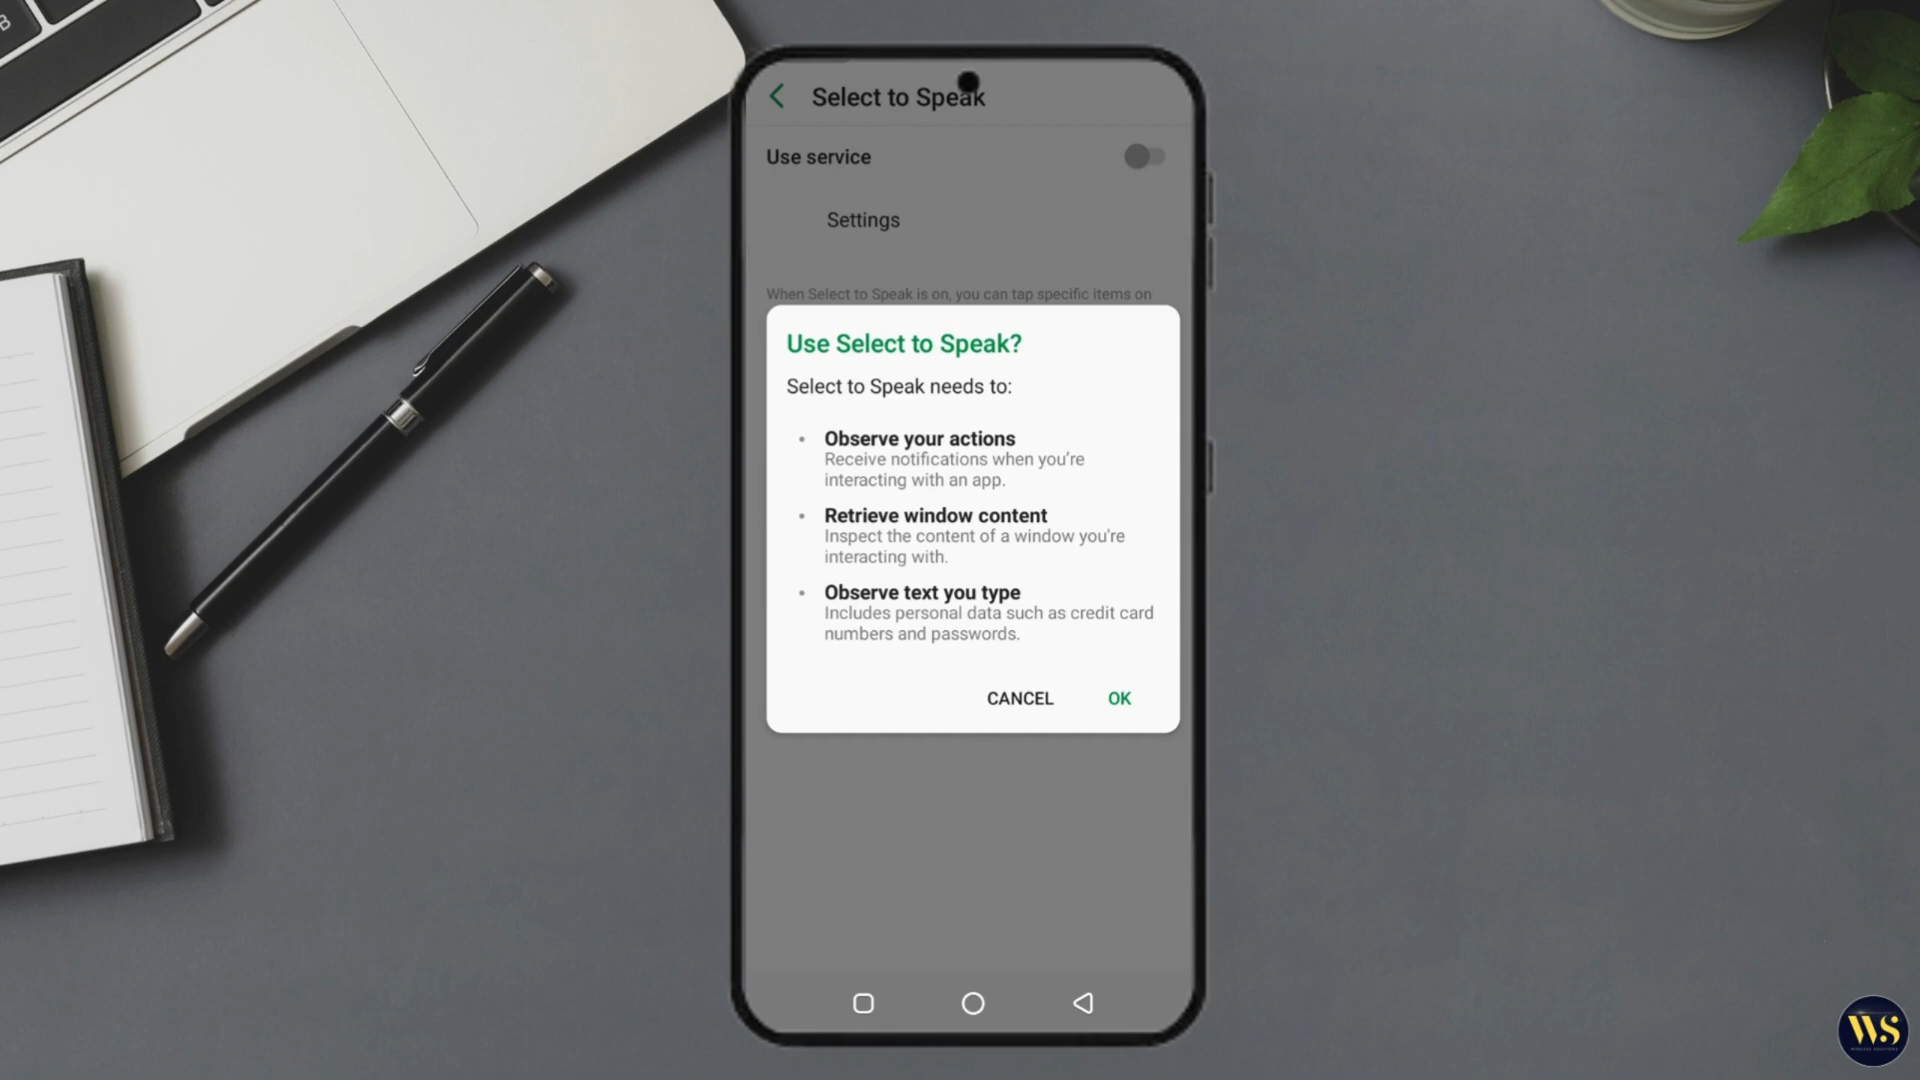 B
Select to Speak
Use service
Settings
When Select to Speak is on, you can tap specific items on
Use Select to Speak?
Select to Speak needs to:
Observe your actions
Receive notifications when you're
interacting with an app.
Retrieve window content
Inspect the content of a window you're
interacting with.
Observe text you type
Includes personal data such as credit card
numbers and passwords.
CANCEL OK
WS